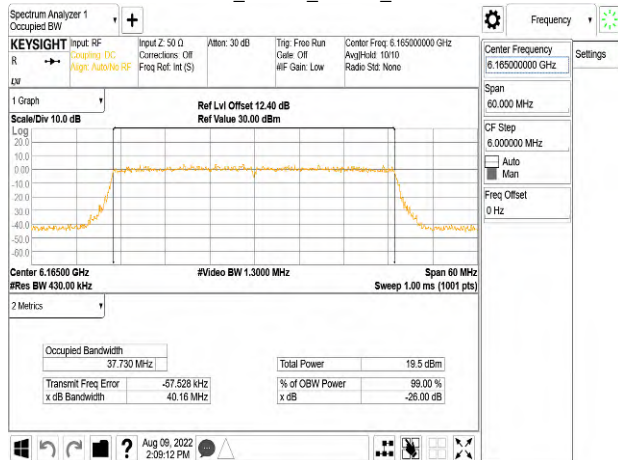 Spectrum Analyzer 1
Occupied BW
Frequency
KEYSIGHT
Input: RF
Coupling: DC
Align: Auto/No RF
Input Z: 50 Ω
Corrections: Off
Freq Ref: Int (S)
Atten: 30 dB
Trig: Free Run
Gate: Off
#IF Gain: Low
Center Freq: 6.165000000 GHz
Avg|Hold: 10/10
Radio Std: None
R
LXI
Center Frequency
6.165000000 GHz
Settings
Span
60.000 MHz
CF Step
6.000000 MHz
Auto
Man
Freq Offset
0 Hz
1 Graph
Scale/Div 10.0 dB
Ref Lvl Offset 12.40 dB
Ref Value 30.00 dBm
Log
20.0
10.0
0.00
-10.0
-20.0
-30.0
-40.0
-50.0
-60.0
Center 6.16500 GHz
#Video BW 1.3000 MHz
Span 60 MHz
#Res BW 430.00 kHz
Sweep 1.00 ms (1001 pts)
2 Metrics
Occupied Bandwidth
37.730 MHz
Total Power 19.5 dBm
Transmit Freq Error -57.528 kHz
% of OBW Power 99.00 %
x dB Bandwidth 40.16 MHz
x dB -26.00 dB
Aug 09, 2022
2:09:12 PM